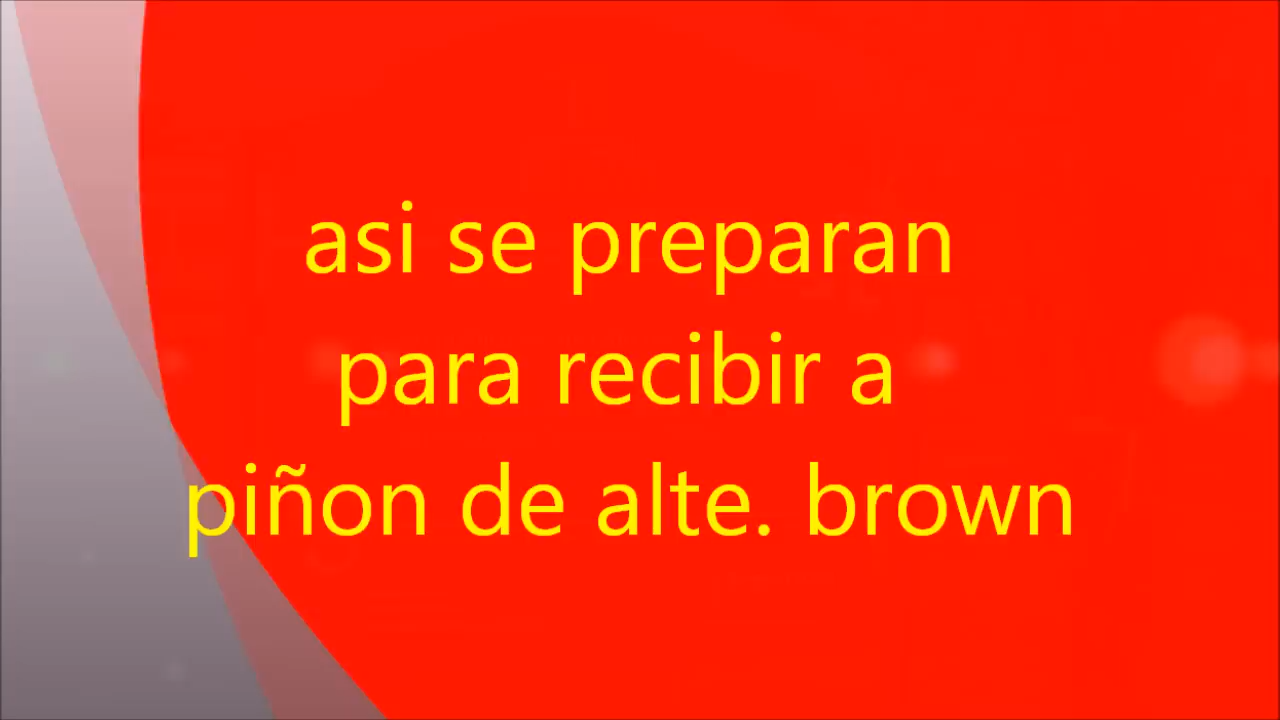 asi se preparan
para recibir a
piñon de alte. brown